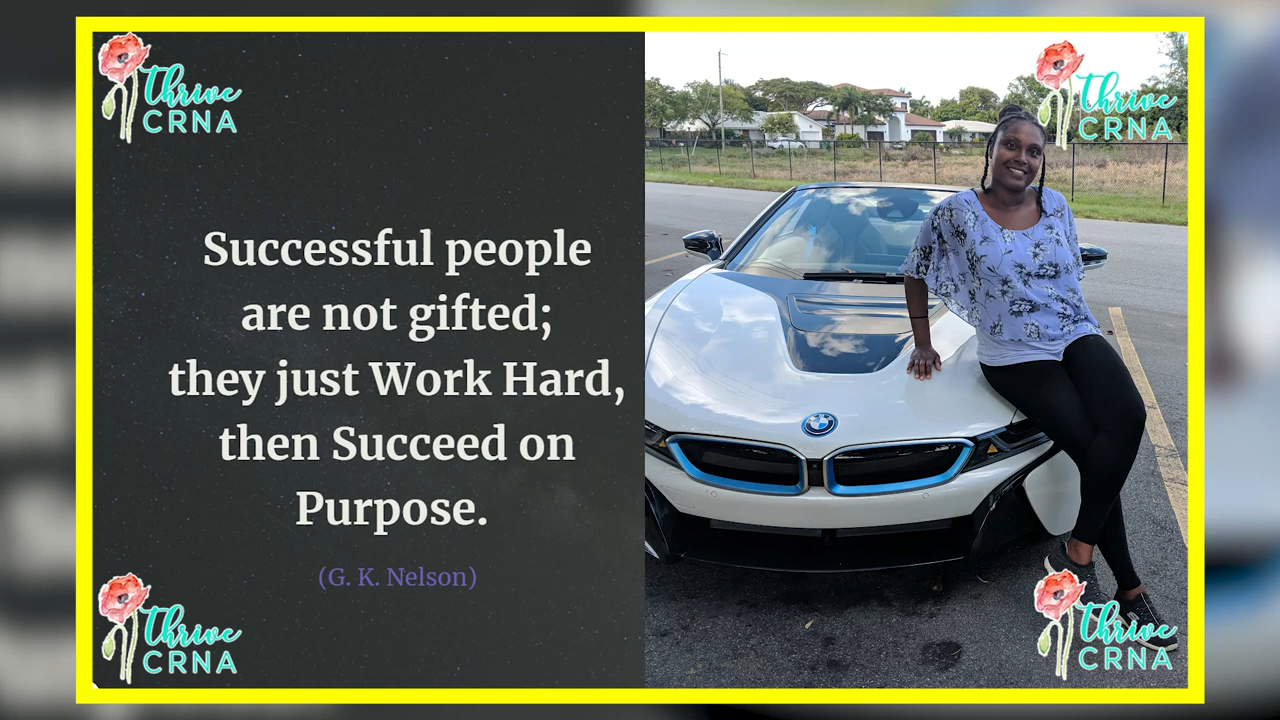 Thrive
CRNA
Thrive
CRNA
Successful people
are not gifted;
they just Work Hard,
then Succeed on
Purpose.
(G. K. Nelson)
BMW
Thrive
CRNA
Thrive
CRNA